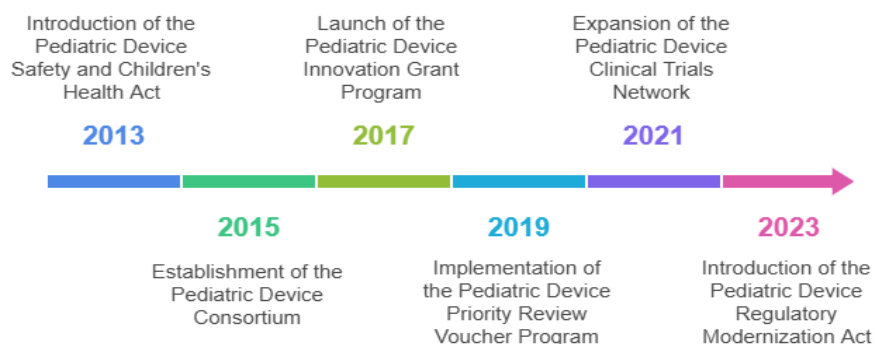 Introduction of the
Pediatric Device
Safety and Children's
Health Act
2013
Establishment of the
Pediatric Device
Consortium
2015
Launch of the
Pediatric Device
Innovation Grant
Program
2017
Implementation of
the Pediatric Device
Priority Review
Voucher Program
2019
Expansion of the
Pediatric Device
Clinical Trials
Network
2021
Introduction of the
Pediatric Device
Regulatory
Modernization Act
2023